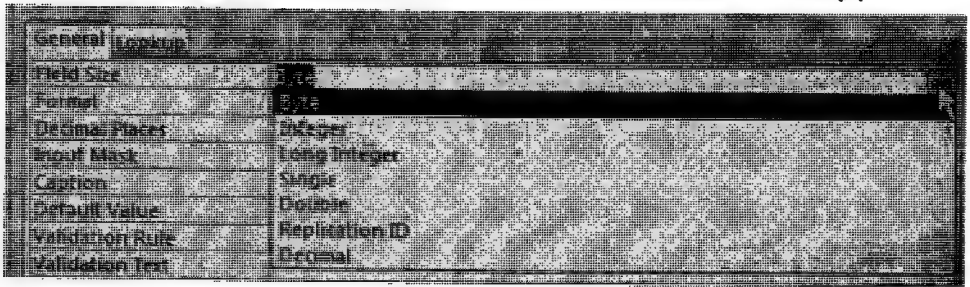 General Lookup
Field Size Byte
Format Byte
Decimal Places Integer
Input Mask Long Integer
Caption Single
Default Value Double
Validation Rule Replication ID
Validation Text Decimal